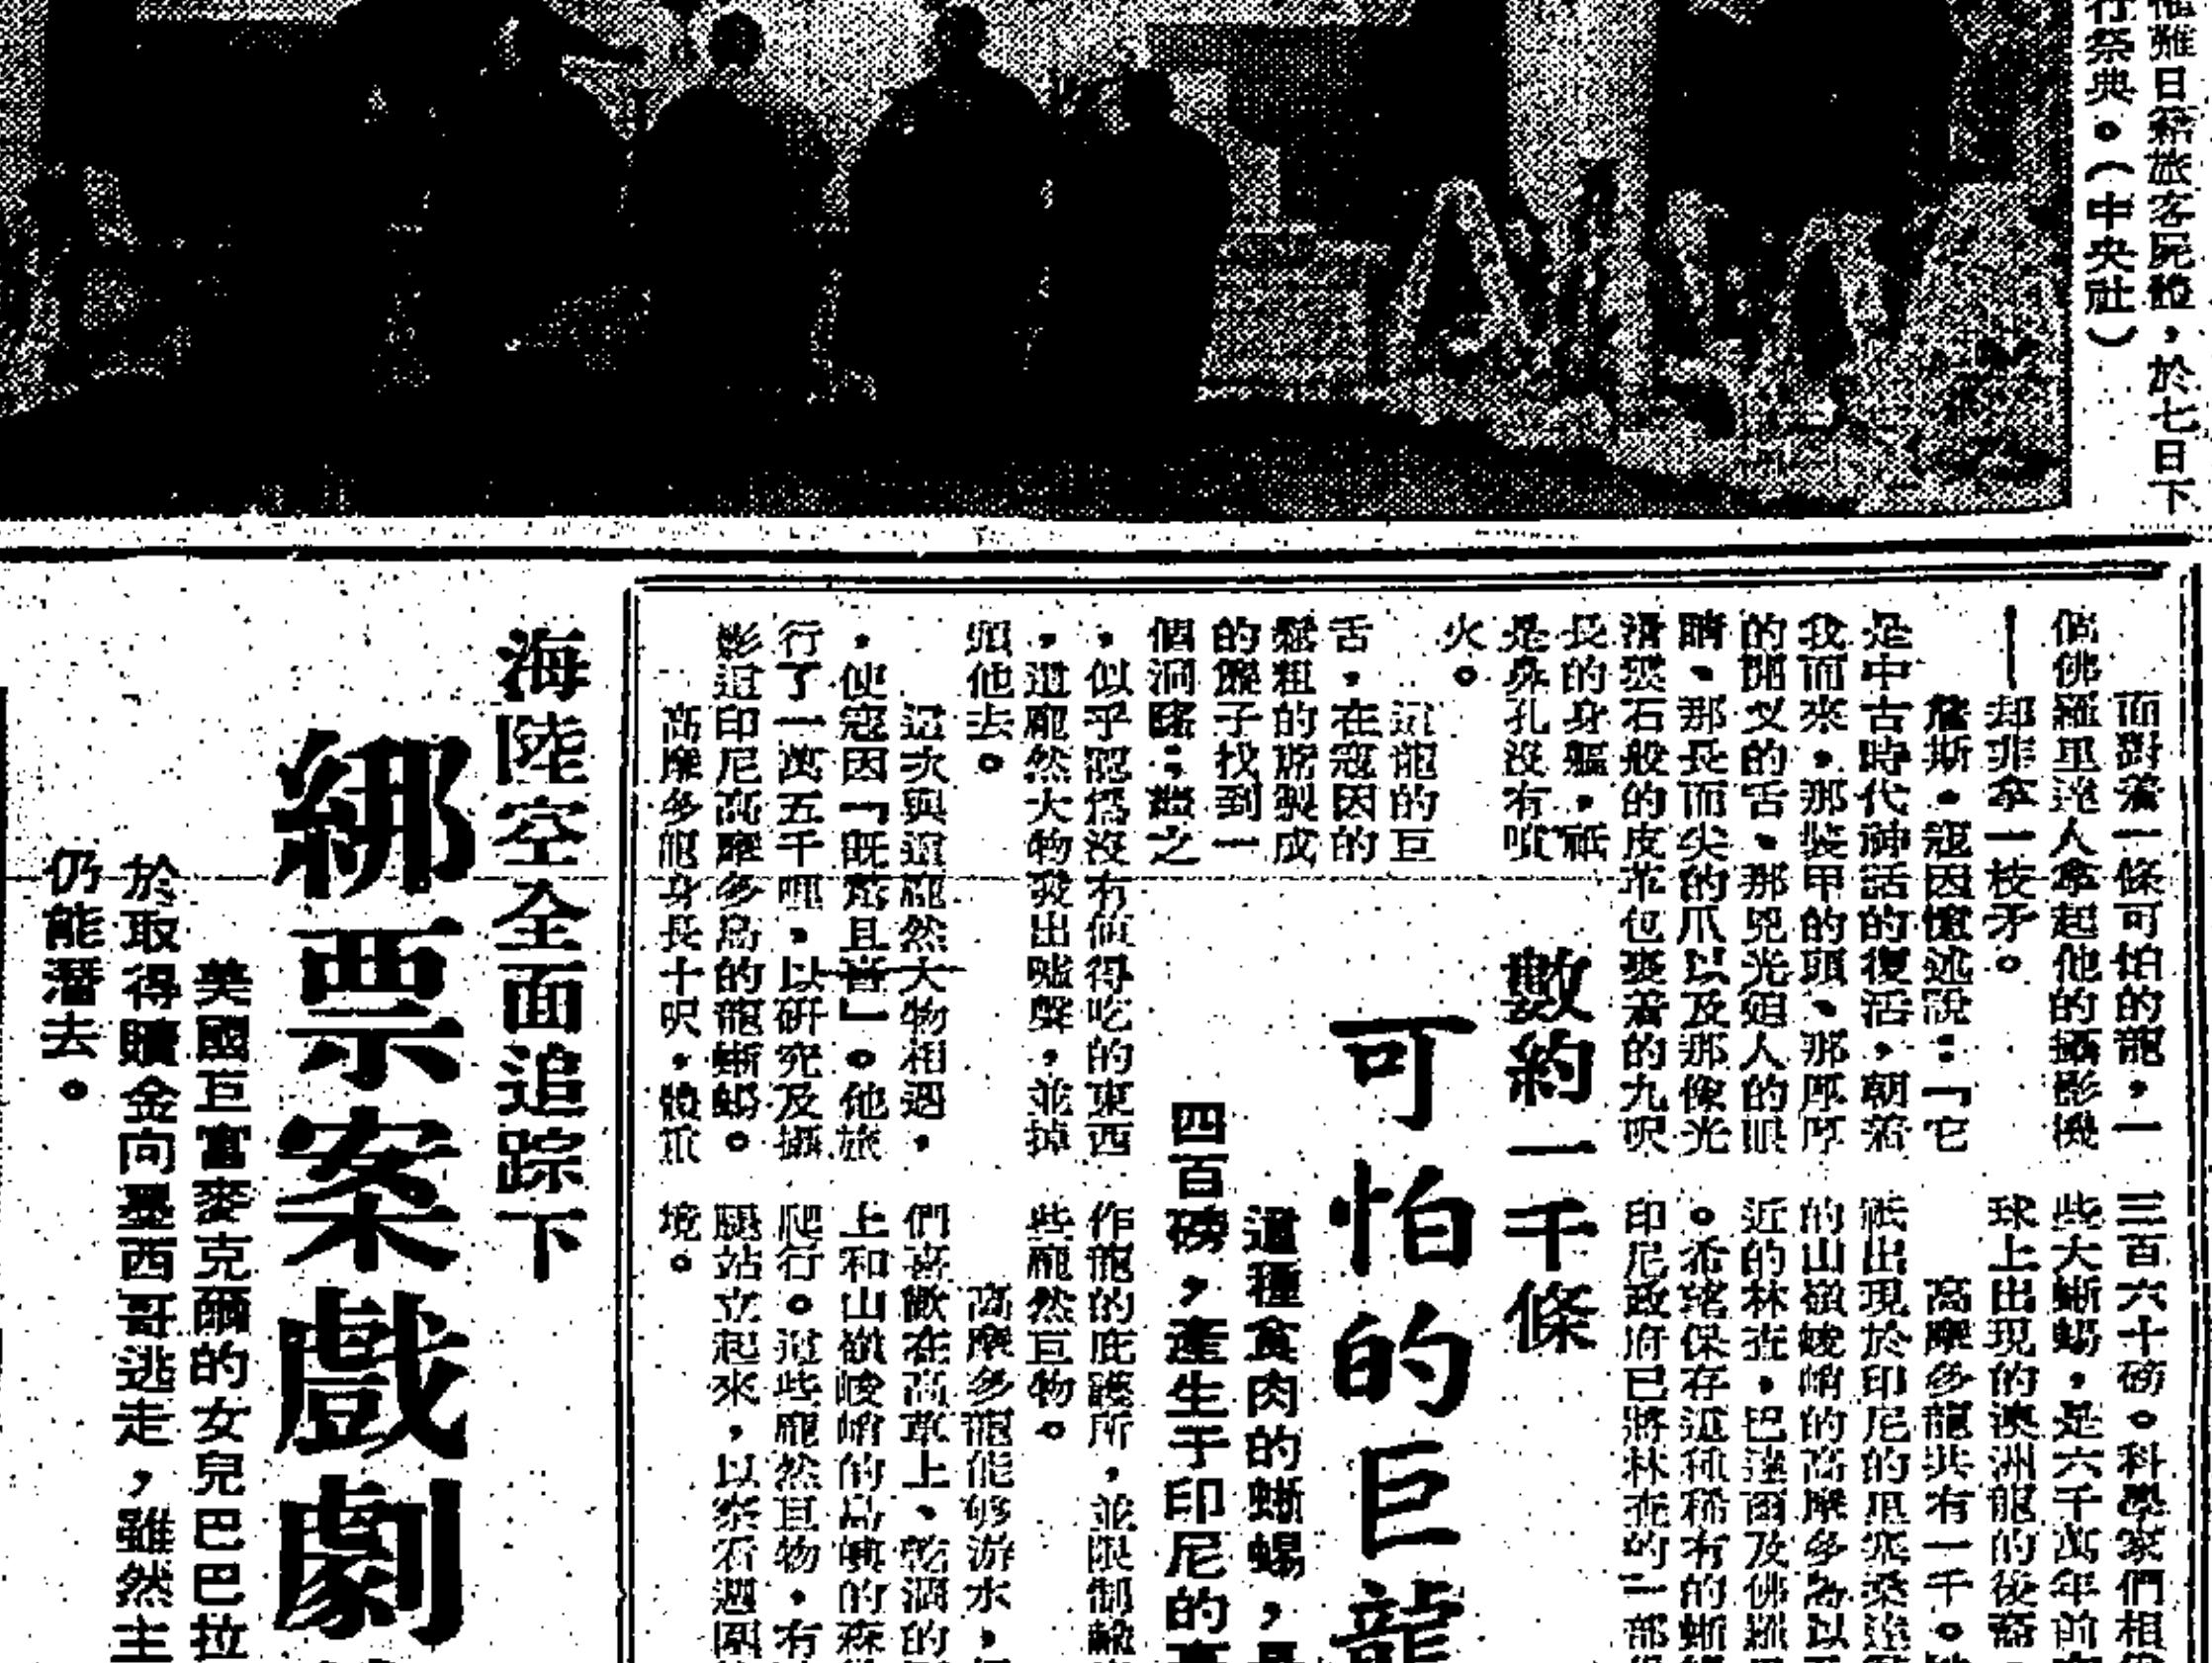 罹難日籍旅客屍體，於七日下
行祭典。（中央社）
面對着一條可怕的龍，一
個佛羅里達人拿起他的攝影機
——却非拿一枝矛。
詹斯．寇因憶述說：「它
是中古時代神話的復活，朝着
我而來，那裝甲的頭、那厚厚
的開叉的舌、那兇光迫人的眼
睛、那長而尖的爪以及那像光
滑雲石般的皮革包裹着的九呎
長的身軀，祇
是鼻孔沒有噴
火。
這龍的巨
舌，在寇因的
粗的席製成
的簾子找到一
個洞
，似乎認爲沒有值得吃的東西
，這龐然大物發出噓聲，並掉
頭他去。
這次與這龐然大物相遇，
，使寇因「既驚且喜」。他旅
行了一萬五千哩，以研究及攝
影這印尼高摩多島的龍蜥蜴。
高摩多龍身長十呎，體重
三百六十磅。科學家們相信
些大蜥蜴，是六千萬年前
球上出現的澳洲龍的後裔。
高摩多龍共有一千。
祇出現於印尼的
的山嶺峻峭的高摩多島以
近的林查，巴達爾及佛羅
。希望保存這種稀有的蜥
印尼政府已將林查的一部
數約一千條
可怕的巨龍
這種食肉的蜥蜴，
四百磅，產生于印尼的
作龍的庇護所，並限制
些龐然巨物。
高摩多龍能够游水，
們喜歡在高草上、乾涸的
上和山嶺峻峭的島嶼的森
爬行。這些龐然巨物，有
腿站立起來，以察看週圍
境。
海陸空全面追踪下
綁票案戲劇
美國巨富麥克爾的女兒巴巴拉
於取得贖金向墨西哥逃走，雖然主
仍能潛去。